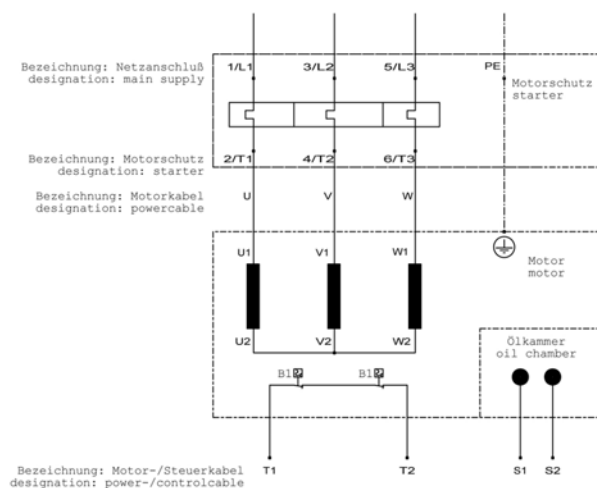 Bezeichnung: Netzanschluß
designation: main supply
1/L1 3/L2 5/L3 PE
Motorschutz
starter
Bezeichnung: Motorschutz
designation: starter
2/T1 4/T2 6/T3
Bezeichnung: Motorkabel
designation: powercable
U V W
U1 V1 W1
Motor
motor
U2 V2 W2
Ölkammer
oil chamber
B1 B1
T1 T2 S1 S2
Bezeichnung: Motor-/Steuerkabel
designation: power-/controlcable